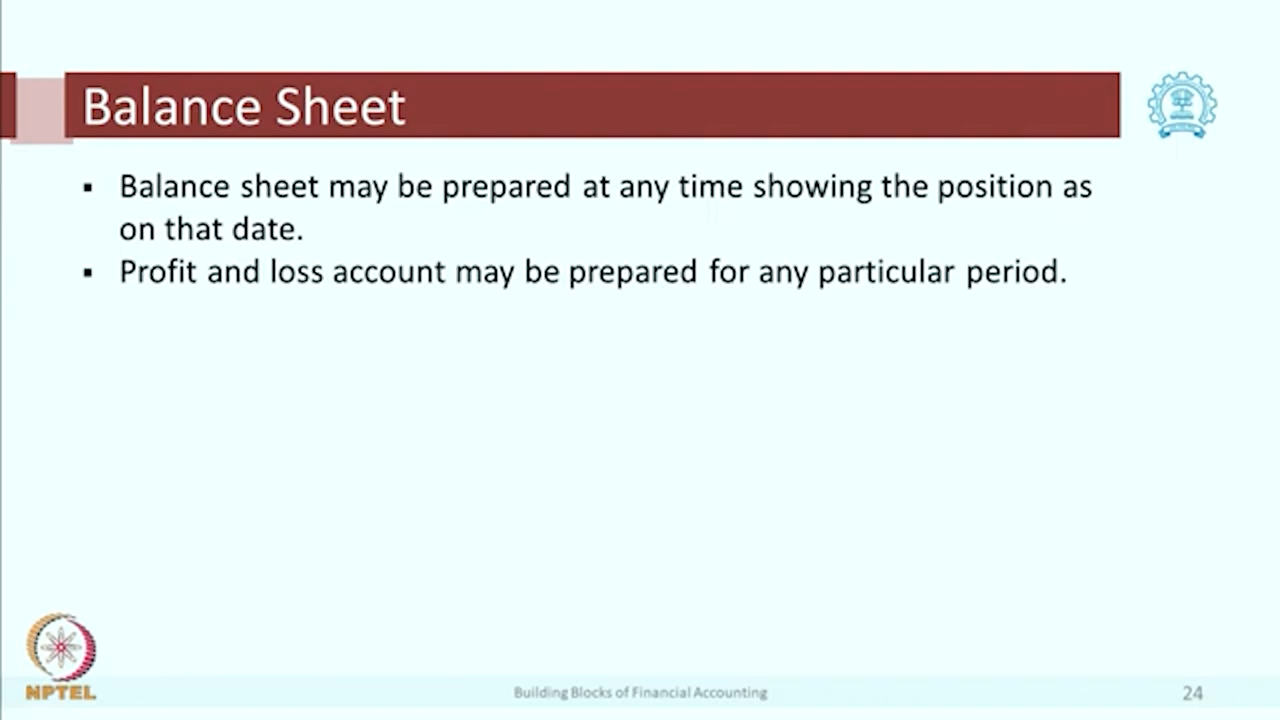 Balance Sheet
▪ Balance sheet may be prepared at any time showing the position as
on that date.
▪ Profit and loss account may be prepared for any particular period.
NPTEL
Building Blocks of Financial Accounting
24